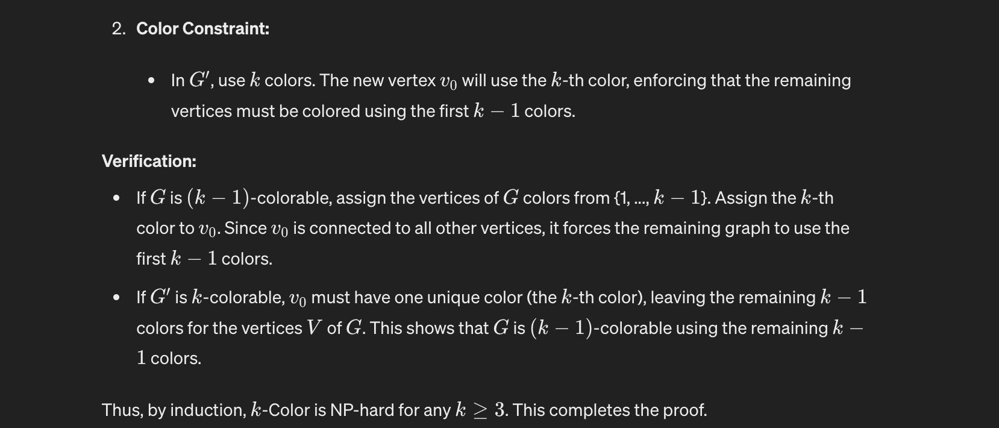 2. Color Constraint:
• In G′, use k colors. The new vertex v₀ will use the k-th color, enforcing that the remaining
vertices must be colored using the first k − 1 colors.
Verification:
• If G is (k − 1)-colorable, assign the vertices of G colors from {1, ..., k − 1}. Assign the k-th
color to v₀. Since v₀ is connected to all other vertices, it forces the remaining graph to use the
first k − 1 colors.
• If G′ is k-colorable, v₀ must have one unique color (the k-th color), leaving the remaining k − 1
colors for the vertices V of G. This shows that G is (k − 1)-colorable using the remaining k −
1 colors.
Thus, by induction, k-Color is NP-hard for any k ≥ 3. This completes the proof.